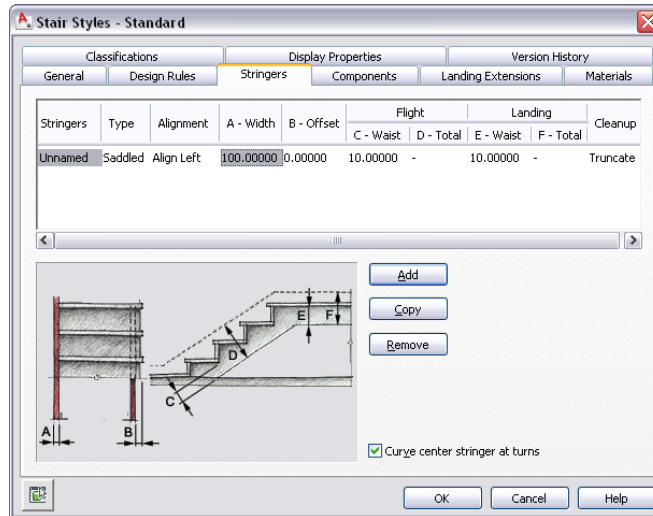 Stair Styles - Standard
Classifications Display Properties Version History
General Design Rules Stringers Components Landing Extensions Materials
Stringers Type Alignment A - Width B - Offset Flight Landing Cleanup
C - Waist D - Total E - Waist F - Total
Unnamed Saddled Align Left 100.00000 0.00000 10.00000 - 10.00000 - Truncate
Add
Copy
Remove
E F
D
C
A B
Curve center stringer at turns
OK Cancel Help